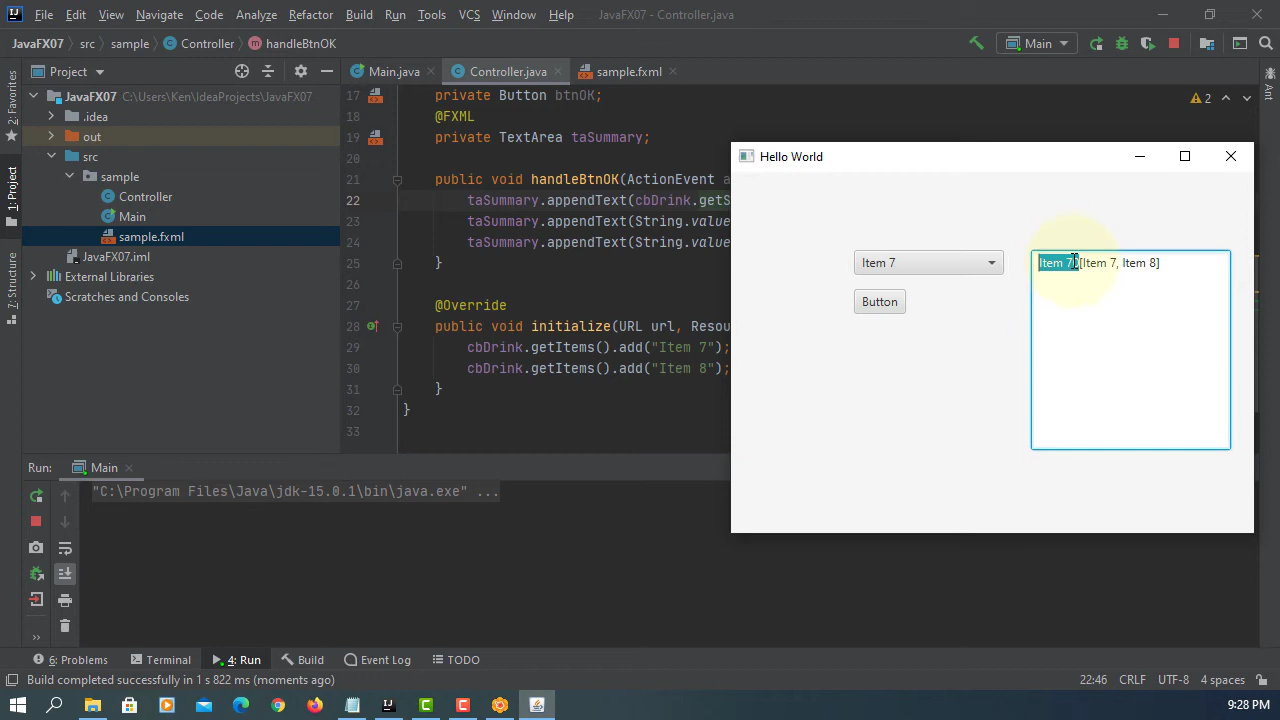 File Edit View Navigate Code Analyze Refactor Build Run Tools VCS Window Help JavaFX07 - Controller.java
JavaFX07 src sample Controller handleBtnOK Main
Project
Main.java Controller.java sample.fxml
JavaFX07 C:\Users\Ken\IdeaProjects\JavaFX07
.idea
out
src
sample
Controller
Main
sample.fxml
JavaFX07.iml
External Libraries
Scratches and Consoles
2: Favorites
1: Project
7: Structure
Ant
2
17 private Button btnOK;
@FXML
19 private TextArea taSummary;
20
21 public void handleBtnOK(ActionEvent a
22 taSummary.appendText(cbDrink.getS
23 taSummary.appendText(String.value
24 taSummary.appendText(String.value
25 }
26
27 @Override
28 public void initialize(URL url, Resou
29 cbDrink.getItems().add("Item 7");
30 cbDrink.getItems().add("Item 8");
31 }
32 }
33
Hello World
Item 7
Button
Item 7 [Item 7, Item 8]
Run: Main
"C:\Program Files\Java\jdk-15.0.1\bin\java.exe" ...
6: Problems Terminal 4: Run Build Event Log TODO
Build completed successfully in 1 s 822 ms (moments ago) 22:46 CRLF UTF-8 4 spaces
9:28 PM